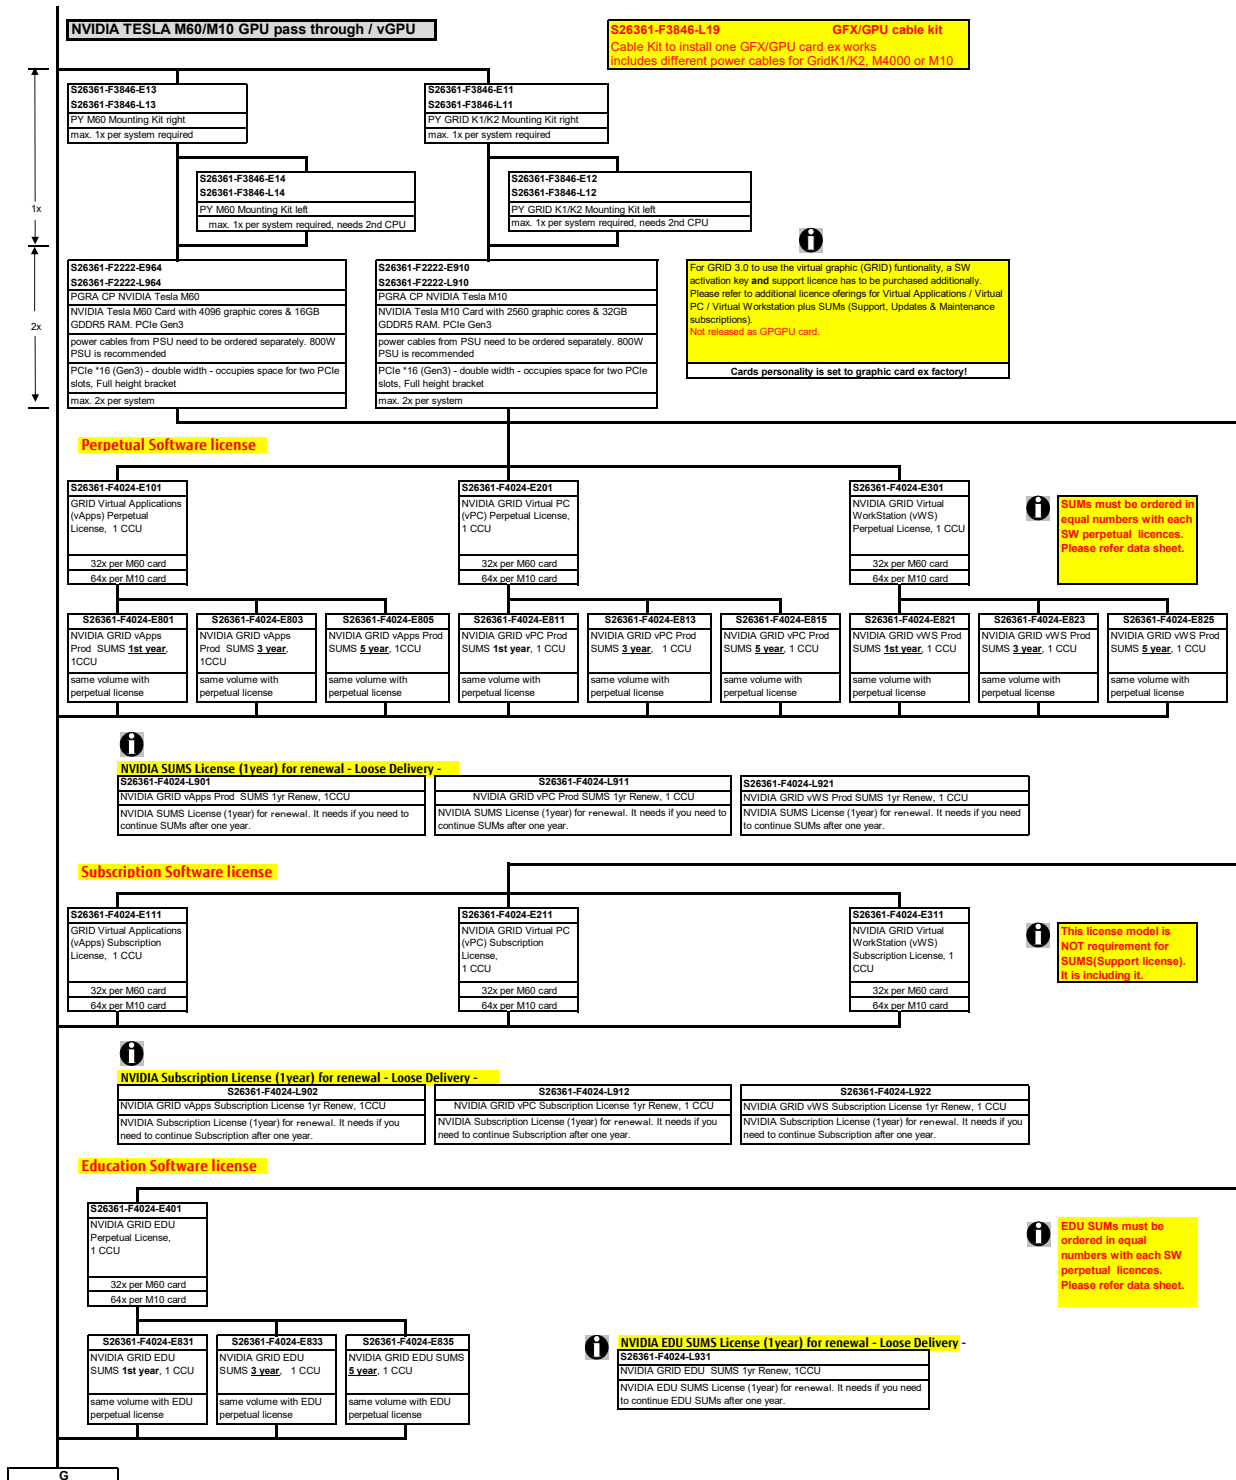 NVIDIA TESLA M60/M10 GPU pass through / vGPU
S26361-F3846-L19 GFX/GPU cable kit
Cable Kit to install one GFX/GPU card ex works
includes different power cables for GridK1/K2, M4000 or M10
S26361-F3846-E13
S26361-F3846-L13
PY M60 Mounting Kit right
max. 1x per system required
S26361-F3846-E11
S26361-F3846-L11
PY GRID K1/K2 Mounting Kit right
max. 1x per system required
S26361-F3846-E14
S26361-F3846-L14
PY M60 Mounting Kit left
max. 1x per system required, needs 2nd CPU
S26361-F3846-E12
S26361-F3846-L12
PY GRID K1/K2 Mounting Kit left
max. 1x per system required, needs 2nd CPU
1x
2x
S26361-F2222-E964
S26361-F2222-L964
PGRA CP NVIDIA Tesla M60
NVIDIA Tesla M60 Card with 4096 graphic cores & 16GB
GDDR5 RAM. PCIe Gen3
power cables from PSU need to be ordered separately. 800W
PSU is recommended
PCIe *16 (Gen3) - double width - occupies space for two PCIe
slots, Full height bracket
max. 2x per system
S26361-F2222-E910
S26361-F2222-L910
PGRA CP NVIDIA Tesla M10
NVIDIA Tesla M10 Card with 2560 graphic cores & 32GB
GDDR5 RAM. PCIe Gen3
power cables from PSU need to be ordered separately. 800W
PSU is recommended
PCIe *16 (Gen3) - double width - occupies space for two PCIe
slots, Full height bracket
max. 2x per system
For GRID 3.0 to use the virtual graphic (GRID) funtionality, a SW
activation key and support licence has to be purchased additionally.
Please refer to additional licence oferings for Virtual Applications / Virtual
PC / Virtual Workstation plus SUMs (Support, Updates & Maintenance
subscriptions).
Not released as GPGPU card.
Cards personality is set to graphic card ex factory!
Perpetual Software license
S26361-F4024-E101
GRID Virtual Applications
(vApps) Perpetual
License, 1 CCU
32x per M60 card
64x per M10 card
S26361-F4024-E201
NVIDIA GRID Virtual PC
(vPC) Perpetual License,
1 CCU
32x per M60 card
64x per M10 card
S26361-F4024-E301
NVIDIA GRID Virtual
WorkStation (vWS)
Perpetual License, 1 CCU
32x per M60 card
64x per M10 card
SUMs must be ordered in
equal numbers with each
SW perpetual licences.
Please refer data sheet.
S26361-F4024-E801
NVIDIA GRID vApps
Prod SUMS 1st year,
1CCU
same volume with
perpetual license
S26361-F4024-E803
NVIDIA GRID vApps
Prod SUMS 3 year,
1CCU
same volume with
perpetual license
S26361-F4024-E805
NVIDIA GRID vApps Prod
SUMS 5 year, 1CCU
same volume with
perpetual license
S26361-F4024-E811
NVIDIA GRID vPC Prod
SUMS 1st year, 1 CCU
same volume with
perpetual license
S26361-F4024-E813
NVIDIA GRID vPC Prod
SUMS 3 year, 1 CCU
same volume with
perpetual license
S26361-F4024-E815
NVIDIA GRID vPC Prod
SUMS 5 year, 1 CCU
same volume with
perpetual license
S26361-F4024-E821
NVIDIA GRID vWS Prod
SUMS 1st year, 1 CCU
same volume with
perpetual license
S26361-F4024-E823
NVIDIA GRID vWS Prod
SUMS 3 year, 1 CCU
same volume with
perpetual license
S26361-F4024-E825
NVIDIA GRID vWS Prod
SUMS 5 year, 1 CCU
same volume with
perpetual license
NVIDIA SUMS License (1year) for renewal - Loose Delivery -
S26361-F4024-L901
NVIDIA GRID vApps Prod SUMS 1yr Renew, 1CCU
NVIDIA SUMS License (1year) for renewal. It needs if you need to
continue SUMs after one year.
S26361-F4024-L911
NVIDIA GRID vPC Prod SUMS 1yr Renew, 1 CCU
NVIDIA SUMS License (1year) for renewal. It needs if you need to
continue SUMs after one year.
S26361-F4024-L921
NVIDIA GRID vWS Prod SUMS 1yr Renew, 1 CCU
NVIDIA SUMS License (1year) for renewal. It needs if you need
to continue SUMs after one year.
Subscription Software license
S26361-F4024-E111
GRID Virtual Applications
(vApps) Subscription
License, 1 CCU
32x per M60 card
64x per M10 card
S26361-F4024-E211
NVIDIA GRID Virtual PC
(vPC) Subscription
License,
1 CCU
32x per M60 card
64x per M10 card
S26361-F4024-E311
NVIDIA GRID Virtual
WorkStation (vWS)
Subscription License, 1
CCU
32x per M60 card
64x per M10 card
This license model is
NOT requirement for
SUMS(Support license).
It is including it.
NVIDIA Subscription License (1year) for renewal - Loose Delivery -
S26361-F4024-L902
NVIDIA GRID vApps Subscription License 1yr Renew, 1CCU
NVIDIA Subscription License (1year) for renewal. It needs if you
need to continue Subscription after one year.
S26361-F4024-L912
NVIDIA GRID vPC Subscription License 1yr Renew, 1 CCU
NVIDIA Subscription License (1year) for renewal. It needs if you
need to continue Subscription after one year.
S26361-F4024-L922
NVIDIA GRID vWS Subscription License 1yr Renew, 1 CCU
NVIDIA Subscription License (1year) for renewal. It needs if you
need to continue Subscription after one year.
Education Software license
S26361-F4024-E401
NVIDIA GRID EDU
Perpetual License,
1 CCU
32x per M60 card
64x per M10 card
EDU SUMs must be
ordered in equal
numbers with each SW
perpetual licences.
Please refer data sheet.
S26361-F4024-E831
NVIDIA GRID EDU
SUMS 1st year, 1 CCU
same volume with EDU
perpetual license
S26361-F4024-E833
NVIDIA GRID EDU
SUMS 3 year, 1 CCU
same volume with EDU
perpetual license
S26361-F4024-E835
NVIDIA GRID EDU SUMS
5 year, 1 CCU
same volume with EDU
perpetual license
NVIDIA EDU SUMS License (1year) for renewal - Loose Delivery -
S26361-F4024-L931
NVIDIA GRID EDU SUMS 1yr Renew, 1CCU
NVIDIA EDU SUMS License (1year) for renewal. It needs if you need
to continue EDU SUMs after one year.
G